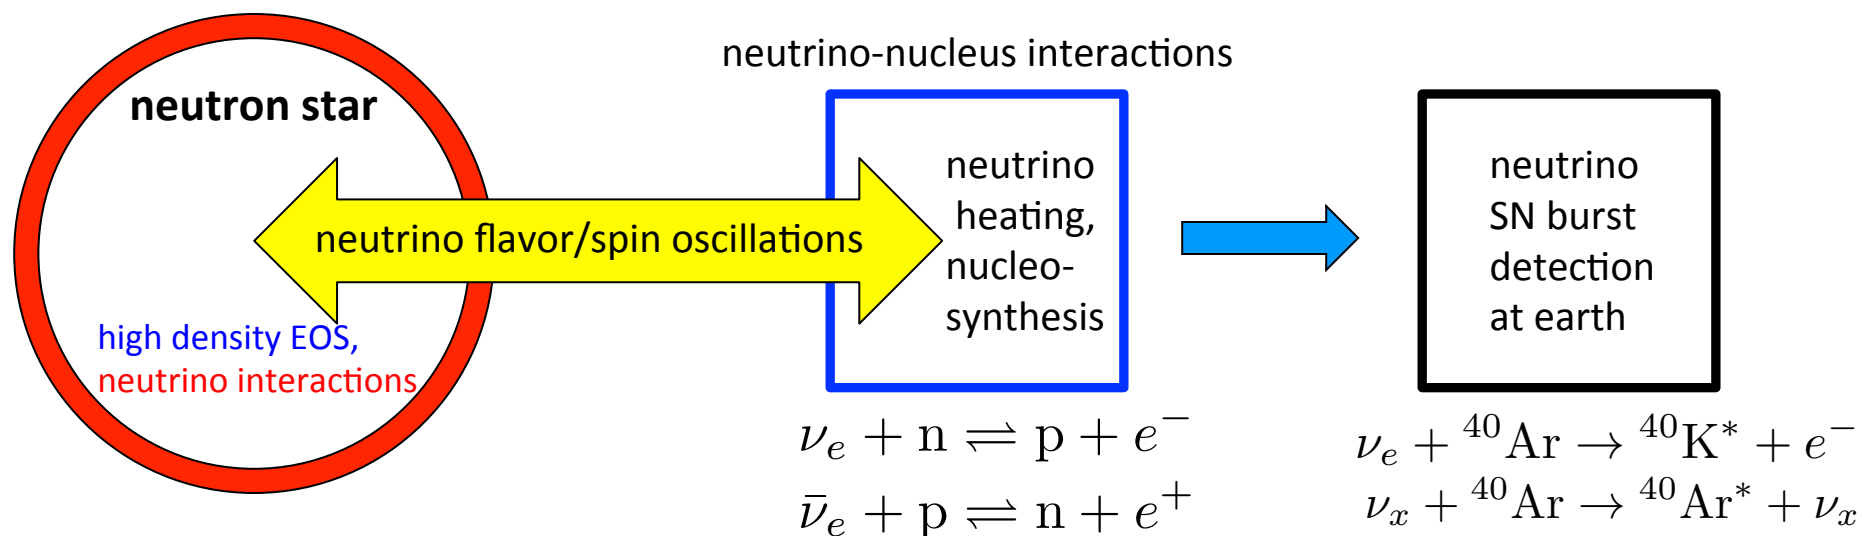 neutrino-nucleus interactions
neutron star
neutrino flavor/spin oscillations
high density EOS,
neutrino interactions
neutrino
heating,
nucleo-
synthesis
neutrino
SN burst
detection
at earth
νₑ + n ⇌ p + e⁻
ν̄ₑ + p ⇌ n + e⁺
νₑ + ⁴⁰Ar → ⁴⁰K* + e⁻
νₓ + ⁴⁰Ar → ⁴⁰Ar* + νₓ